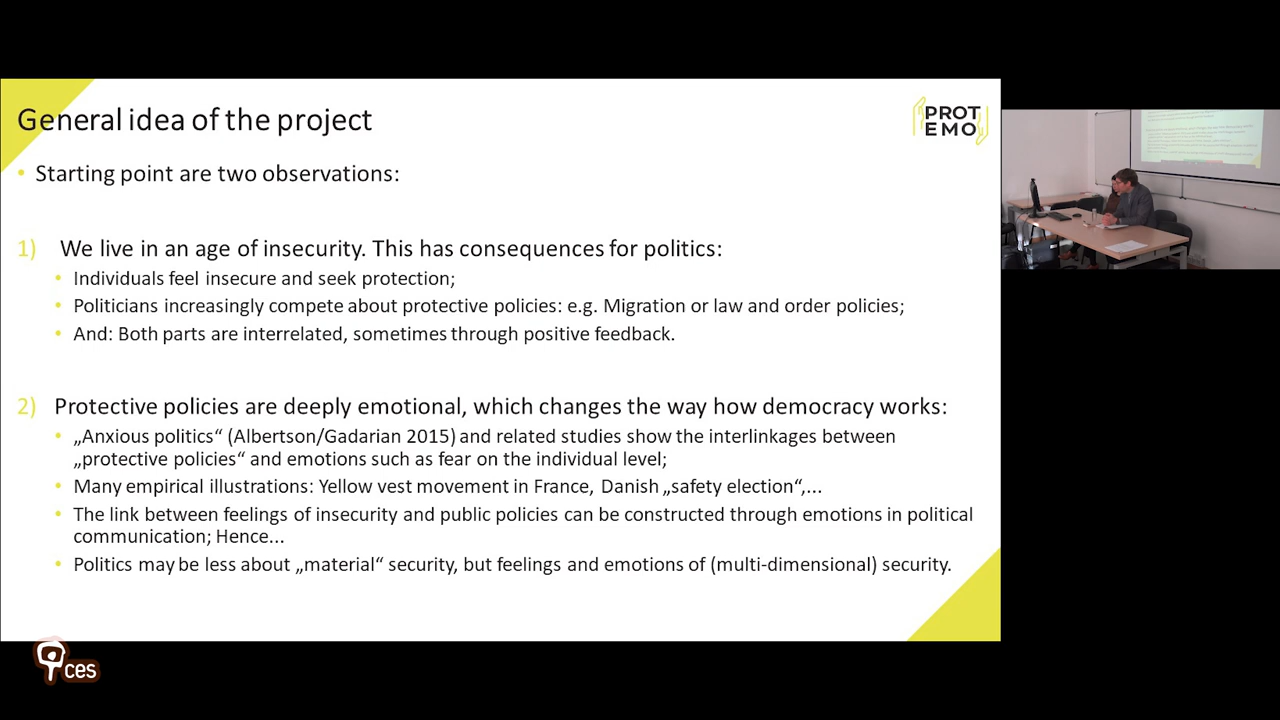 General idea of the project
PROT
EMO
• Starting point are two observations:
1) We live in an age of insecurity. This has consequences for politics:
• Individuals feel insecure and seek protection;
• Politicians increasingly compete about protective policies: e.g. Migration or law and order policies;
• And: Both parts are interrelated, sometimes through positive feedback.
2) Protective policies are deeply emotional, which changes the way how democracy works:
• „Anxious politics“ (Albertson/Gadarian 2015) and related studies show the interlinkages between
„protective policies“ and emotions such as fear on the individual level;
• Many empirical illustrations: Yellow vest movement in France, Danish „safety election“,...
• The link between feelings of insecurity and public policies can be constructed through emotions in political
communication; Hence...
• Politics may be less about „material“ security, but feelings and emotions of (multi-dimensional) security.
ces